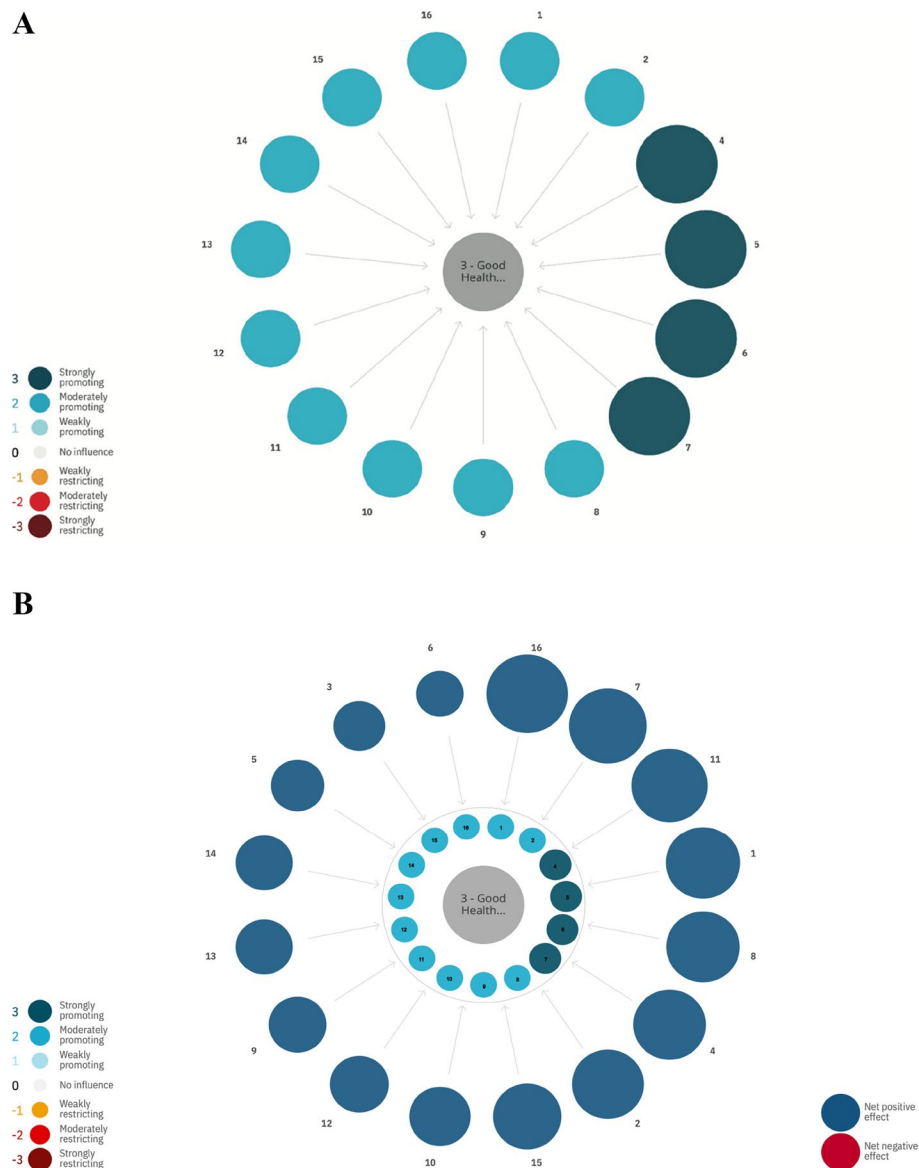 A
16
1
15
2
14
4
13
5
3 - Good
Health...
12
6
11
7
10
8
9
3 Strongly
promoting
2 Moderately
promoting
1 Weakly
promoting
0 No influence
-1 Weakly
restricting
-2 Moderately
restricting
-3 Strongly
restricting
B
6
16
3
7
5
11
14
1
13
8
9
4
12
2
10
15
16
1
15
2
14
4
13
5
3 - Good
Health...
12
6
11
7
10
8
9
3 Strongly
promoting
2 Moderately
promoting
1 Weakly
promoting
0 No influence
-1 Weakly
restricting
-2 Moderately
restricting
-3 Strongly
restricting
Net positive
effect
Net negative
effect